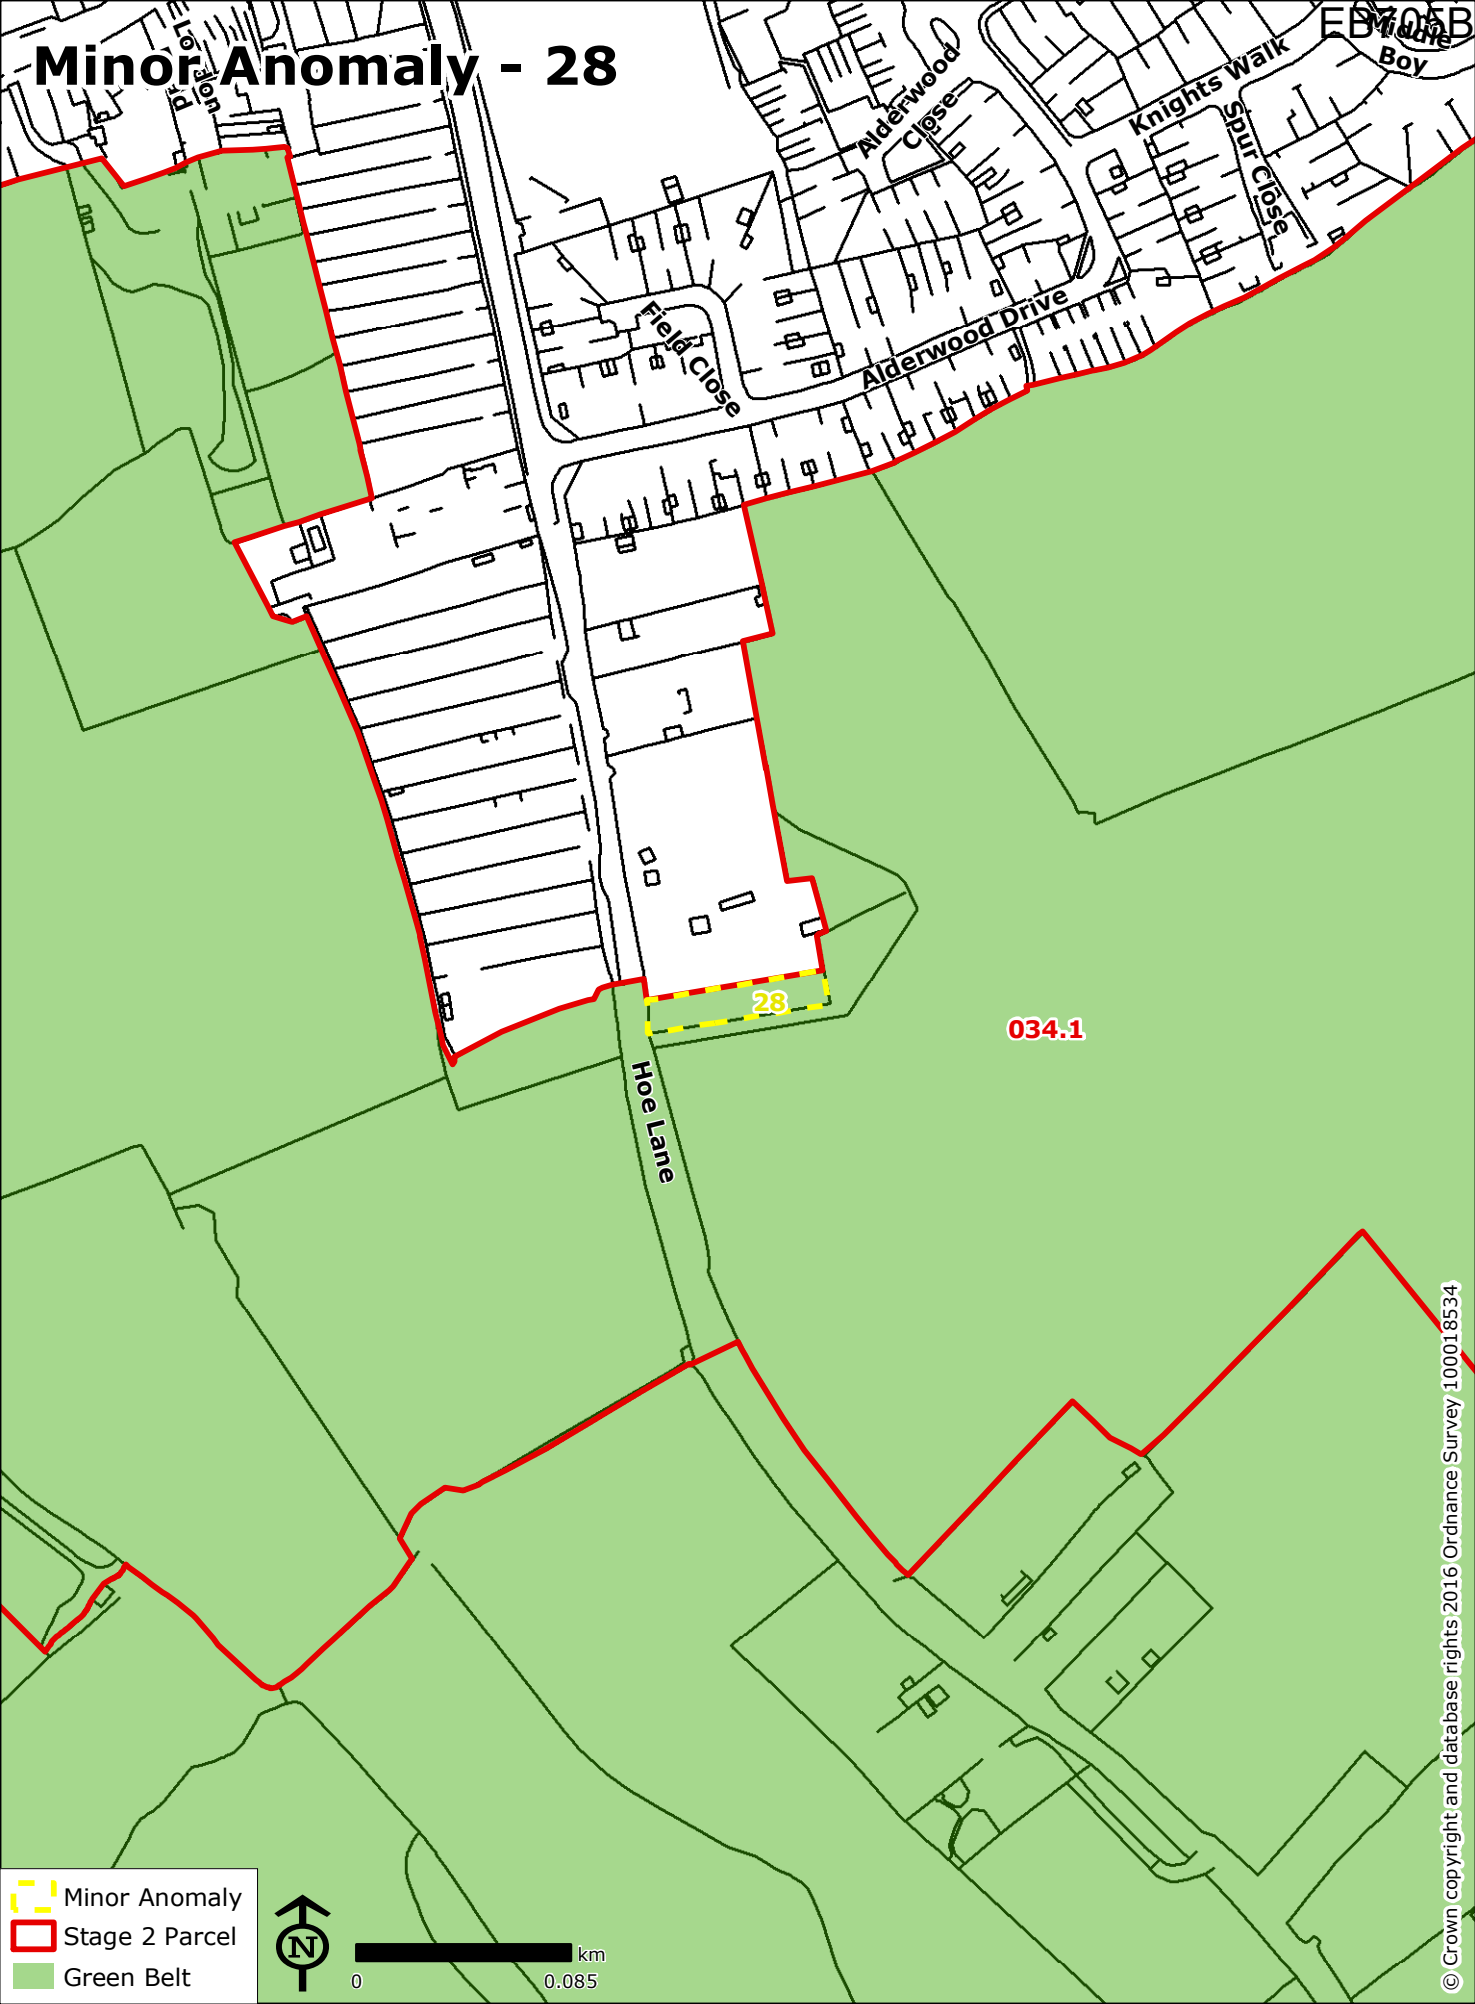 EB705B
Minor Anomaly - 28
Middle
Boy
Knights Walk
Alderwood
Close
Spur Close
Field Close
Alderwood Drive
28
034.1
Hoe Lane
© Crown copyright and database rights 2016 Ordnance Survey 100018534
Minor Anomaly
Stage 2 Parcel
Green Belt
N
km
0
0.085